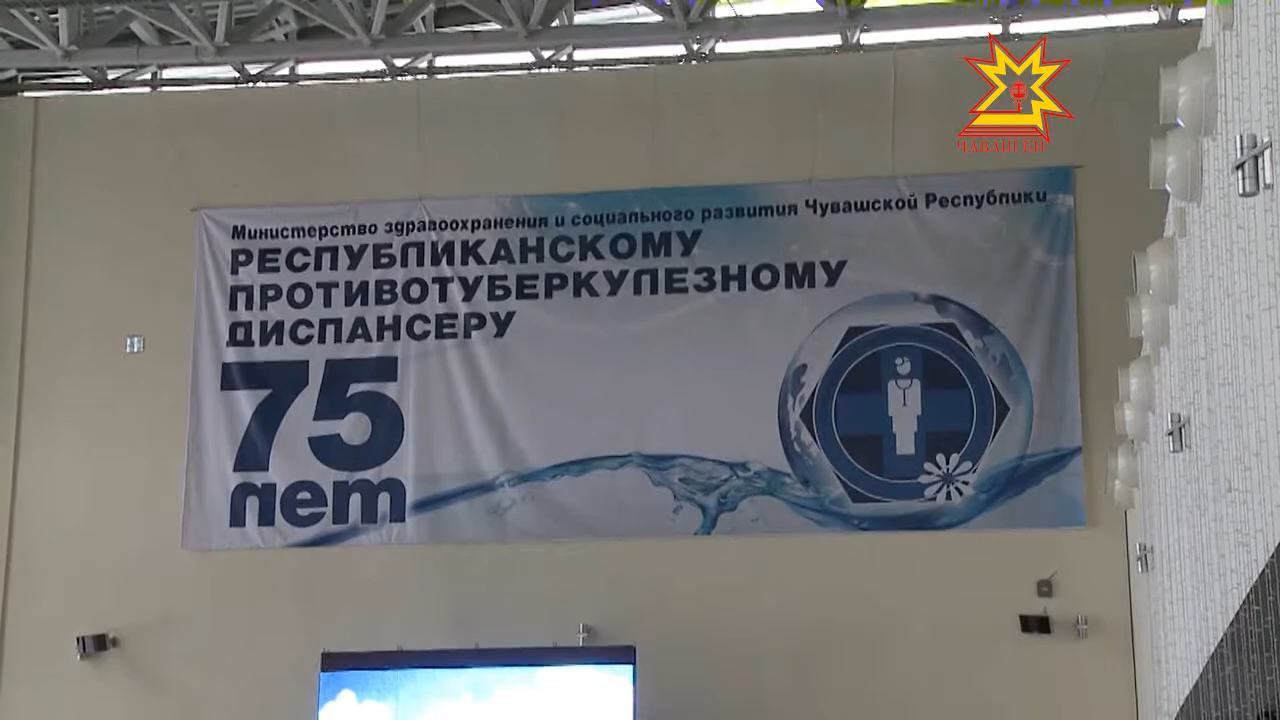 ЧАВАШ ЕН
Министерство здравоохранения и социального развития Чувашской Республики
РЕСПУБЛИКАНСКОМУ
ПРОТИВОТУБЕРКУЛЕЗНОМУ
ДИСПАНСЕРУ
75
лет